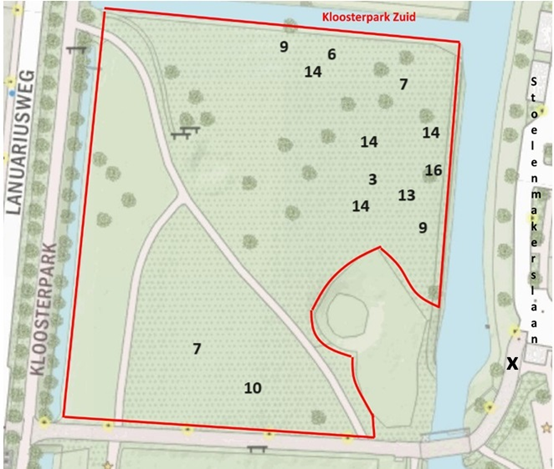 Kloosterpark Zuid
9
6
14
7
14
14
3
16
13
14
9
7
10
X
LANUARIUSWEG
KLOOSTERPARK
Stoelenmakerslaan